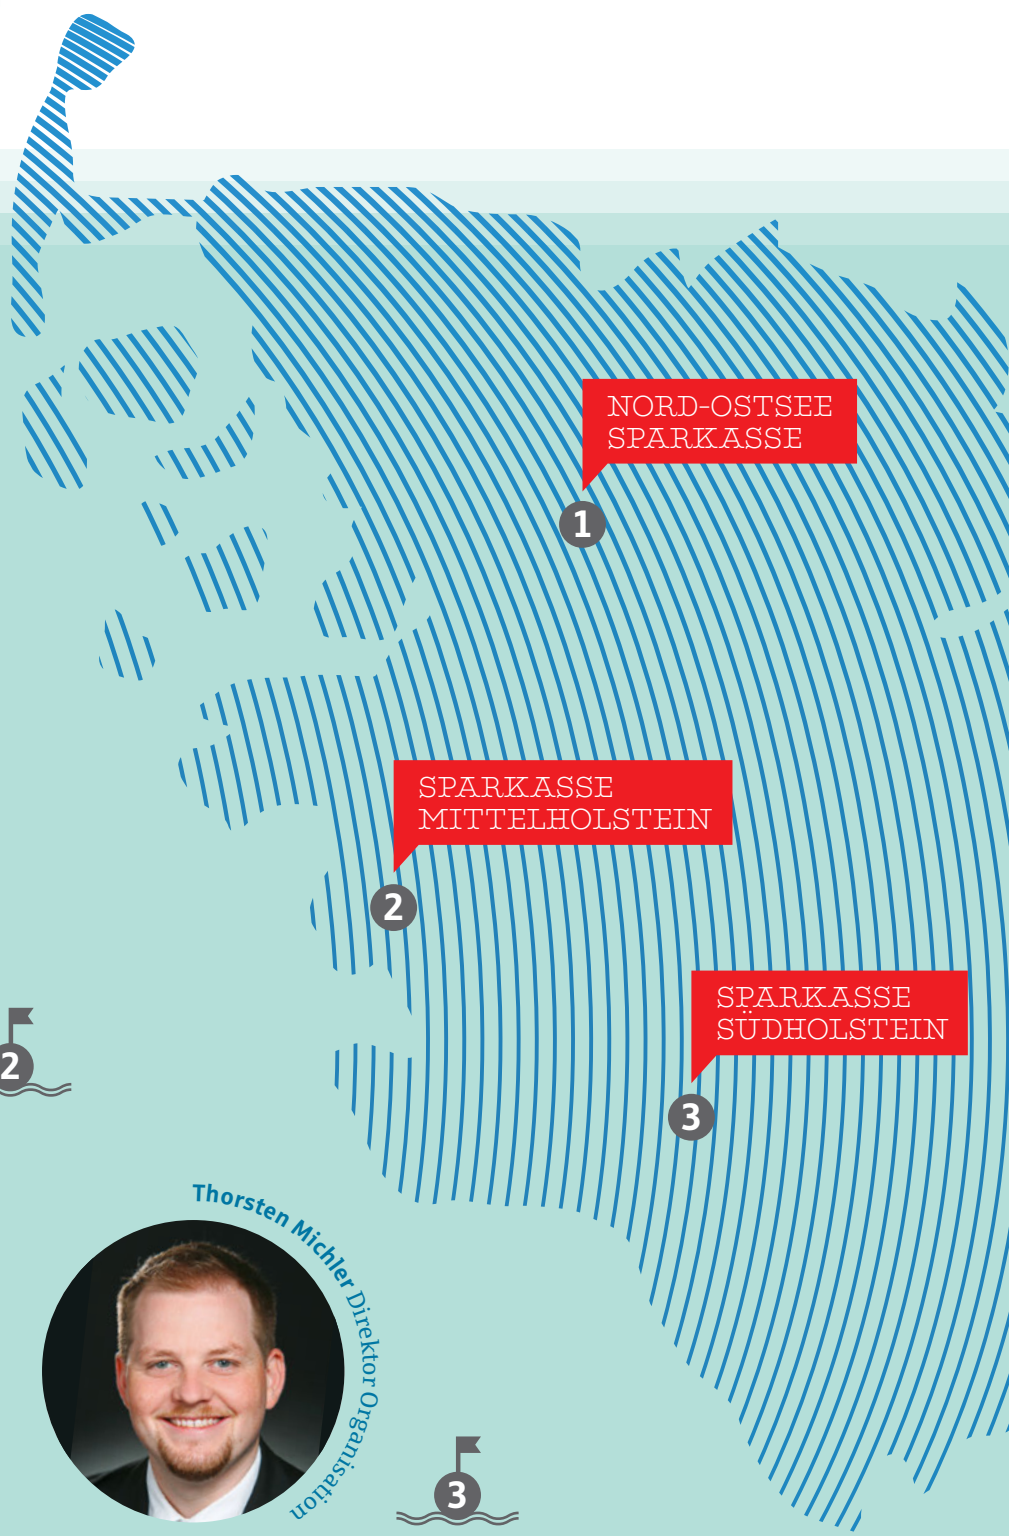 NORD-OSTSEE
SPARKASSE
1
SPARKASSE
MITTELHOLSTEIN
2
SPARKASSE
SÜDHOLSTEIN
3
2
Thorsten Michler Direktor Organisation
3